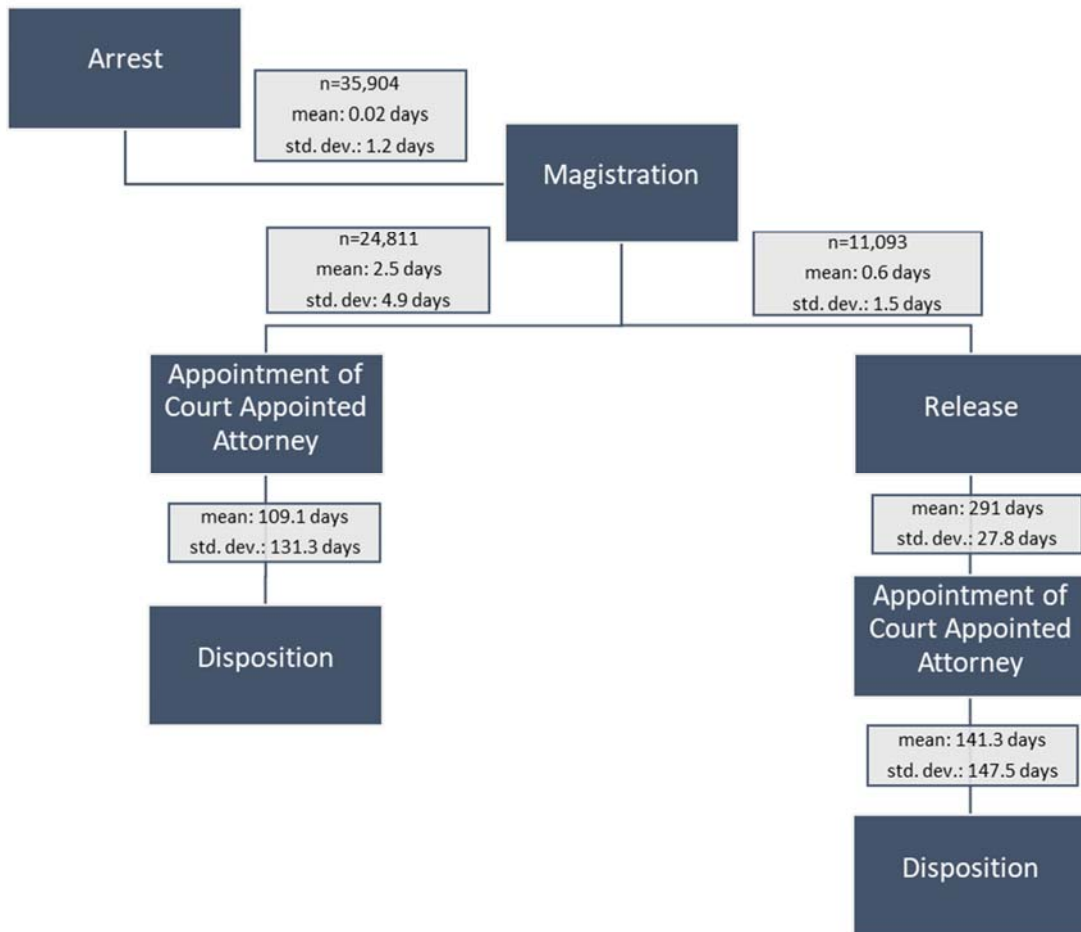 Arrest
n=35,904
mean: 0.02 days
std. dev.: 1.2 days
Magistration
n=24,811
mean: 2.5 days
std. dev: 4.9 days
n=11,093
mean: 0.6 days
std. dev.: 1.5 days
Appointment of
Court Appointed
Attorney
Release
mean: 109.1 days
std. dev.: 131.3 days
mean: 291 days
std. dev.: 27.8 days
Disposition
Appointment of
Court Appointed
Attorney
mean: 141.3 days
std. dev.: 147.5 days
Disposition